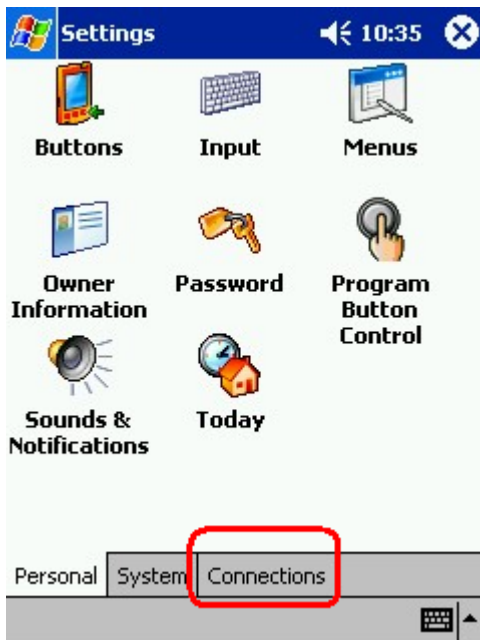 Settings 10:35
Buttons Input Menus
Owner Information Password Program Button Control
Sounds & Notifications Today
Personal System Connections